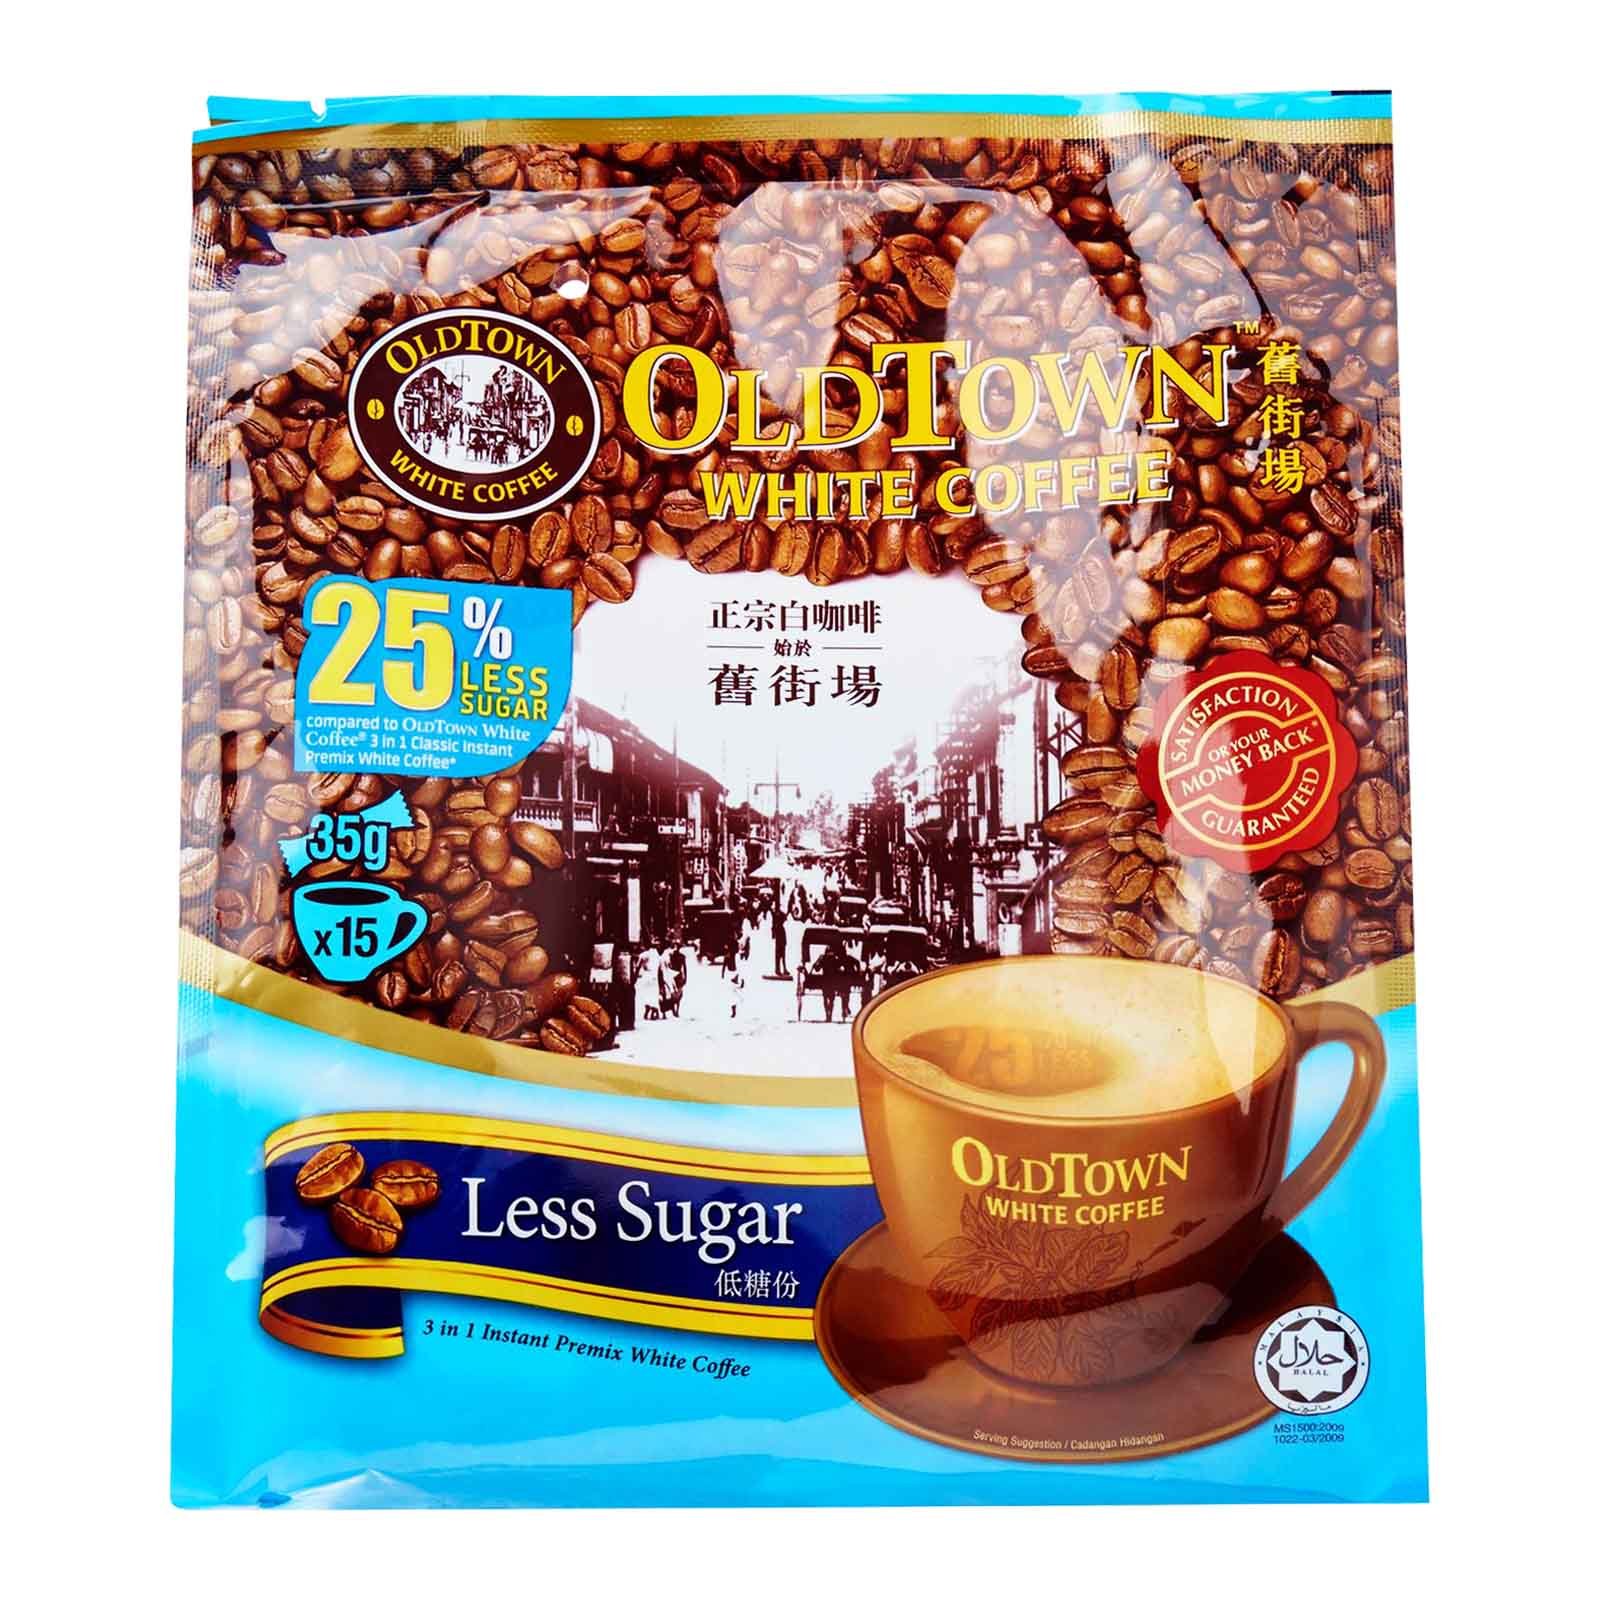 OLDTOWN
WHITE COFFEE
OLDTOWN™
WHITE COFFEE
舊街場
25% LESS SUGAR
compared to OLDTOWN White
Coffee® 3 in 1 Classic Instant
Premix White Coffee*
35g
x15
正宗白咖啡
始於
舊街場
SATISFACTION
OR YOUR
MONEY BACK*
GUARANTEED
OLDTOWN
WHITE COFFEE
Less Sugar
低糖份
3 in 1 Instant Premix White Coffee
Serving Suggestion / Cadangan Hidangan
MALAYSIA
حلال
HALAL
MS1500:2009
1022-03/2009